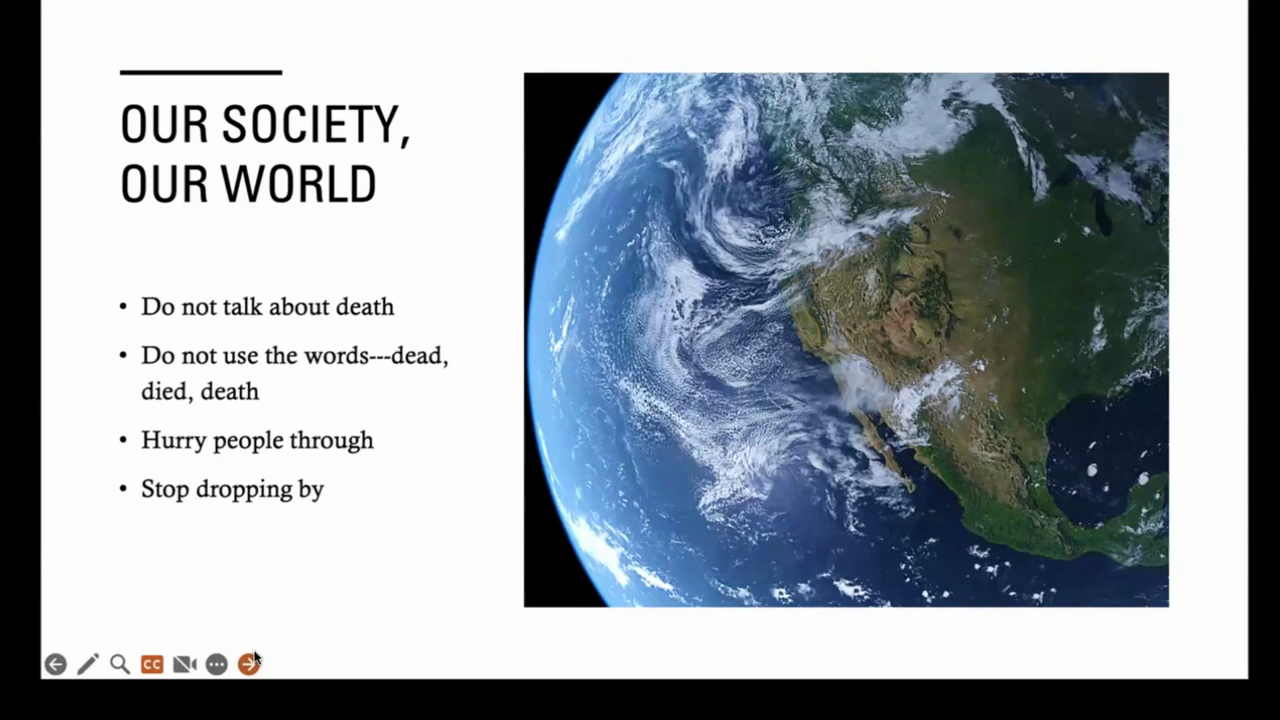 OUR SOCIETY,
OUR WORLD
• Do not talk about death
• Do not use the words---dead,
died, death
• Hurry people through
• Stop dropping by
CC